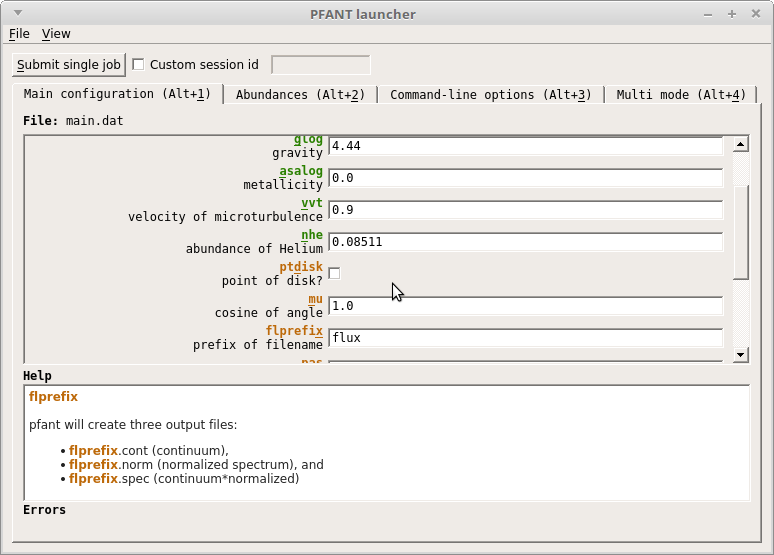 PFANT launcher
File View
Submit single job Custom session id
Main configuration (Alt+1) Abundances (Alt+2) Command-line options (Alt+3) Multi mode (Alt+4)
File: main.dat
glog
gravity 4.44
asalog
metallicity 0.0
vvt
velocity of microturbulence 0.9
nhe
abundance of Helium 0.08511
ptdisk
point of disk?
mu
cosine of angle 1.0
flprefix
prefix of filename flux
Help
flprefix
pfant will create three output files:
• flprefix.cont (continuum),
• flprefix.norm (normalized spectrum), and
• flprefix.spec (continuum*normalized)
Errors